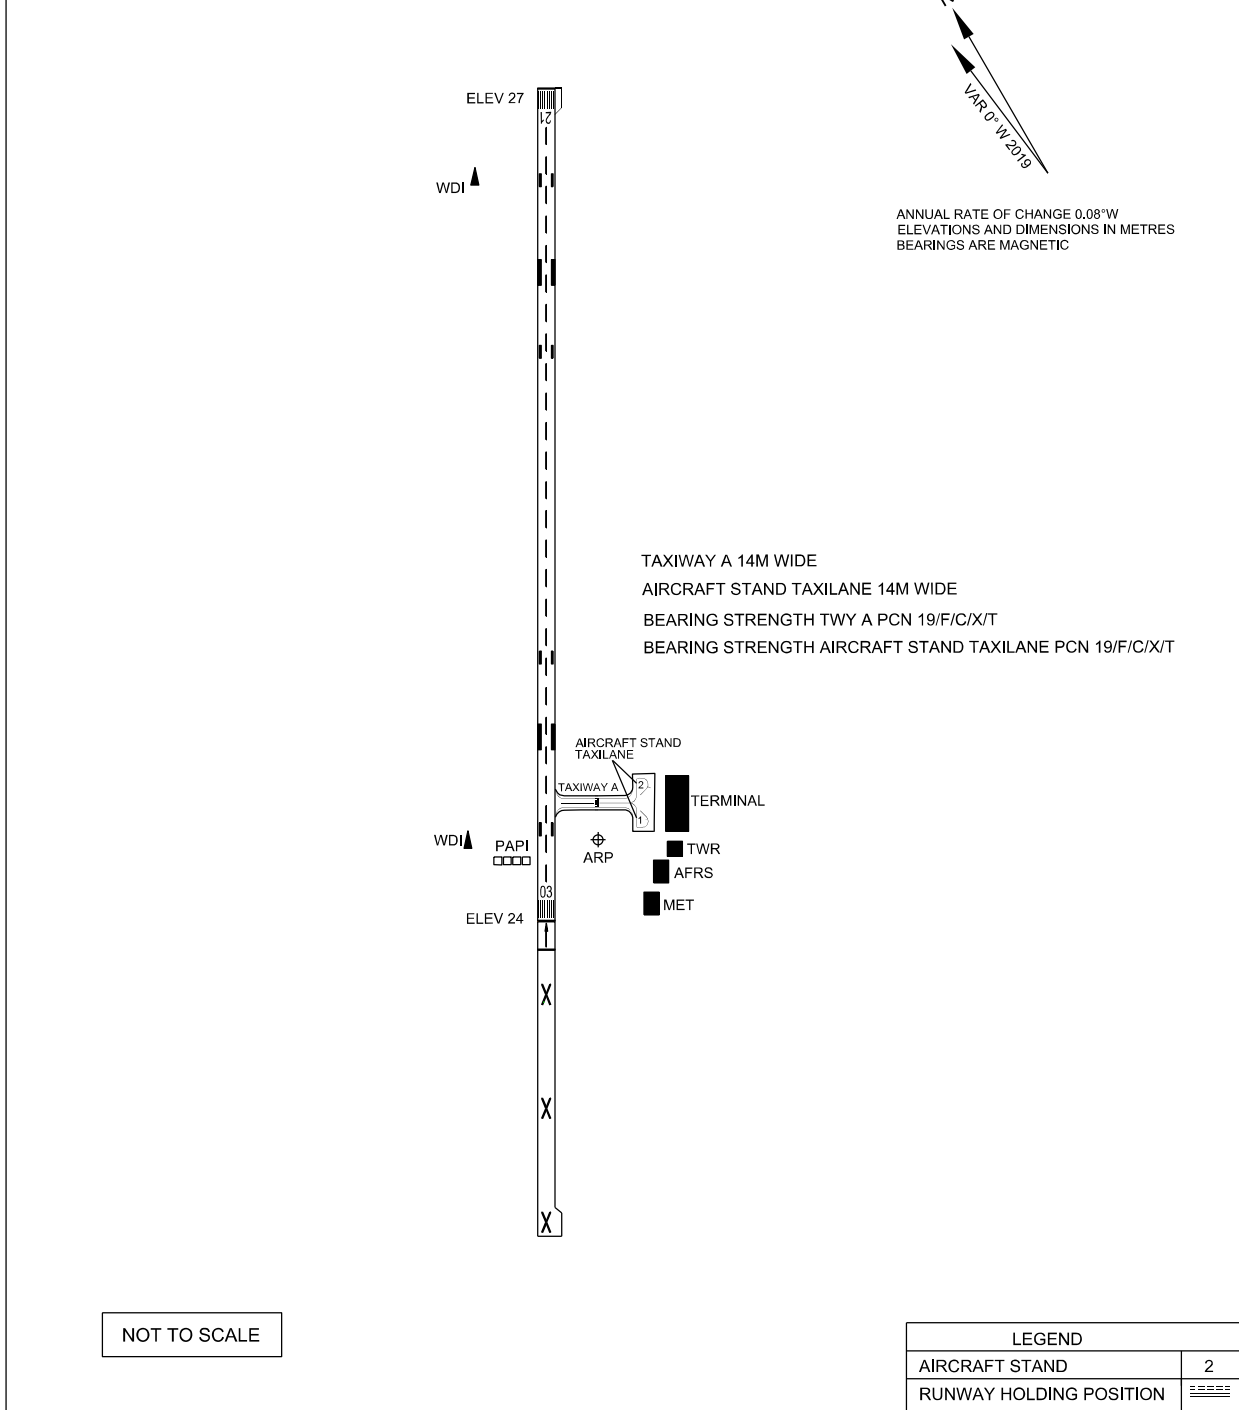 VAR 0° W 2019
ANNUAL RATE OF CHANGE 0.08°W
ELEVATIONS AND DIMENSIONS IN METRES
BEARINGS ARE MAGNETIC
ELEV 27
21
WDI
TAXIWAY A 14M WIDE
AIRCRAFT STAND TAXILANE 14M WIDE
BEARING STRENGTH TWY A PCN 19/F/C/X/T
BEARING STRENGTH AIRCRAFT STAND TAXILANE PCN 19/F/C/X/T
AIRCRAFT STAND
TAXILANE
TAXIWAY A
2
1
TERMINAL
WDI
PAPI
ARP
TWR
AFRS
03
MET
ELEV 24
X
X
X
NOT TO SCALE
LEGEND
AIRCRAFT STAND 2
RUNWAY HOLDING POSITION